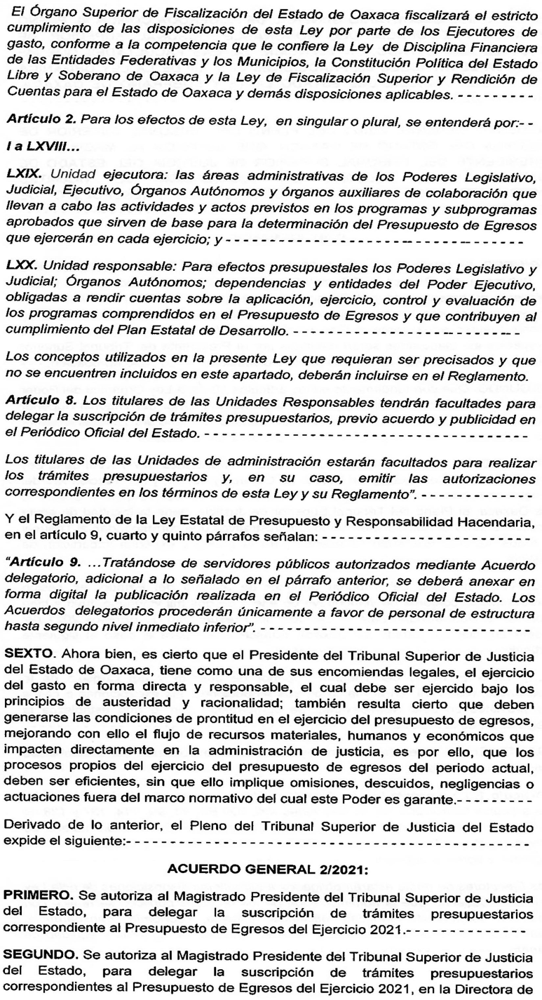 El Órgano Superior de Fiscalización del Estado de Oaxaca fiscalizará el estricto
cumplimiento de las disposiciones de esta Ley por parte de los Ejecutores de
gasto, conforme a la competencia que le confiere la Ley de Disciplina Financiera
de las Entidades Federativas y los Municipios, la Constitución Política del Estado
Libre y Soberano de Oaxaca y la Ley de Fiscalización Superior y Rendición de
Cuentas para el Estado de Oaxaca y demás disposiciones aplicables. - - - - - - - - -
Artículo 2. Para los efectos de esta Ley, en singular o plural, se entenderá por:- -
I a LXVIII...
LXIX. Unidad ejecutora: las áreas administrativas de los Poderes Legislativo,
Judicial, Ejecutivo, Órganos Autónomos y órganos auxiliares de colaboración que
llevan a cabo las actividades y actos previstos en los programas y subprogramas
aprobados que sirven de base para la determinación del Presupuesto de Egresos
que ejercerán en cada ejercicio; y - - - - - - - - - - - - - - - - - - - - - - - - - - - - - - - - -
LXX. Unidad responsable: Para efectos presupuestales los Poderes Legislativo y
Judicial; Órganos Autónomos; dependencias y entidades del Poder Ejecutivo,
obligadas a rendir cuentas sobre la aplicación, ejercicio, control y evaluación de
los programas comprendidos en el Presupuesto de Egresos y que contribuyen al
cumplimiento del Plan Estatal de Desarrollo. - - - - - - - - - - - - - - - - - - - - - - - - -
Los conceptos utilizados en la presente Ley que requieran ser precisados y que
no se encuentren incluidos en este apartado, deberán incluirse en el Reglamento.
Artículo 8. Los titulares de las Unidades Responsables tendrán facultades para
delegar la suscripción de trámites presupuestarios, previo acuerdo y publicidad en
el Periódico Oficial del Estado. - - - - - - - - - - - - - - - - - - - - - - - - - - - - - - - - - - - -
Los titulares de las Unidades de administración estarán facultados para realizar
los trámites presupuestarios y, en su caso, emitir las autorizaciones
correspondientes en los términos de esta Ley y su Reglamento”. - - - - - - - - - - - - -
Y el Reglamento de la Ley Estatal de Presupuesto y Responsabilidad Hacendaria,
en el artículo 9, cuarto y quinto párrafos señalan: - - - - - - - - - - - - - - - - - - - - - - -
“Artículo 9. ...Tratándose de servidores públicos autorizados mediante Acuerdo
delegatorio, adicional a lo señalado en el párrafo anterior, se deberá anexar en
forma digital la publicación realizada en el Periódico Oficial del Estado. Los
Acuerdos delegatorios procederán únicamente a favor de personal de estructura
hasta segundo nivel inmediato inferior”. - - - - - - - - - - - - - - - - - - - - - - - - - - - - - -
SEXTO. Ahora bien, es cierto que el Presidente del Tribunal Superior de Justicia
del Estado de Oaxaca, tiene como una de sus encomiendas legales, el ejercicio
del gasto en forma directa y responsable, el cual debe ser ejercido bajo los
principios de austeridad y racionalidad; también resulta cierto que deben
generarse las condiciones de prontitud en el ejercicio del presupuesto de egresos,
mejorando con ello el flujo de recursos materiales, humanos y económicos que
impacten directamente en la administración de justicia, es por ello, que los
procesos propios del ejercicio del presupuesto de egresos del periodo actual,
deben ser eficientes, sin que ello implique omisiones, descuidos, negligencias o
actuaciones fuera del marco normativo del cual este Poder es garante.- - - - - - - - -
Derivado de lo anterior, el Pleno del Tribunal Superior de Justicia del Estado
expide el siguiente:- - - - - - - - - - - - - - - - - - - - - - - - - - - - - - - - - - - - - - - - - - - - -
ACUERDO GENERAL 2/2021:
PRIMERO. Se autoriza al Magistrado Presidente del Tribunal Superior de Justicia
del Estado, para delegar la suscripción de trámites presupuestarios
correspondiente al Presupuesto de Egresos del Ejercicio 2021.- - - - - - - - - - - - - -
SEGUNDO. Se autoriza al Magistrado Presidente del Tribunal Superior de Justicia
del Estado, para delegar la suscripción de trámites presupuestarios
correspondientes al Presupuesto de Egresos del Ejercicio 2021, en la Directora de